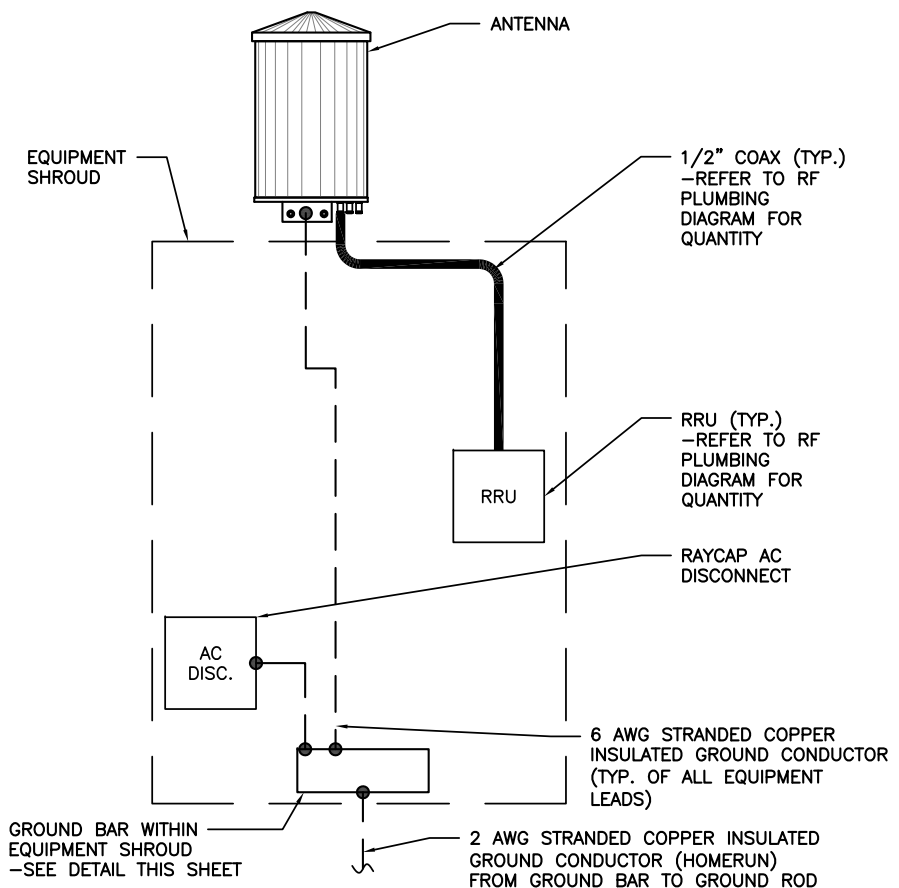 ANTENNA
EQUIPMENT
SHROUD
1/2" COAX (TYP.)
-REFER TO RF
PLUMBING
DIAGRAM FOR
QUANTITY
RRU (TYP.)
-REFER TO RF
PLUMBING
DIAGRAM FOR
QUANTITY
RRU
RAYCAP AC
DISCONNECT
AC
DISC.
6 AWG STRANDED COPPER
INSULATED GROUND CONDUCTOR
(TYP. OF ALL EQUIPMENT
LEADS)
GROUND BAR WITHIN
EQUIPMENT SHROUD
-SEE DETAIL THIS SHEET
2 AWG STRANDED COPPER INSULATED
GROUND CONDUCTOR (HOMERUN)
FROM GROUND BAR TO GROUND ROD